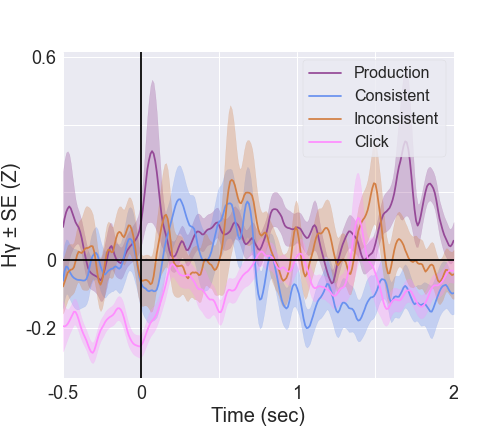 0.6
Production
Consistent
Inconsistent
Click
Hγ ± SE (Z)
0
-0.2
-0.5
0
1
2
Time (sec)